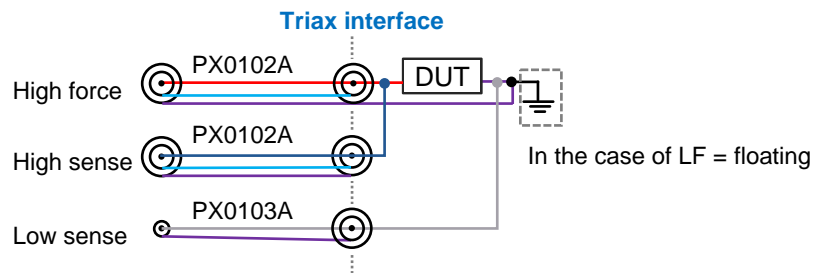 Triax interface
PX0102A
DUT
High force
PX0102A
High sense
In the case of LF = floating
PX0103A
Low sense